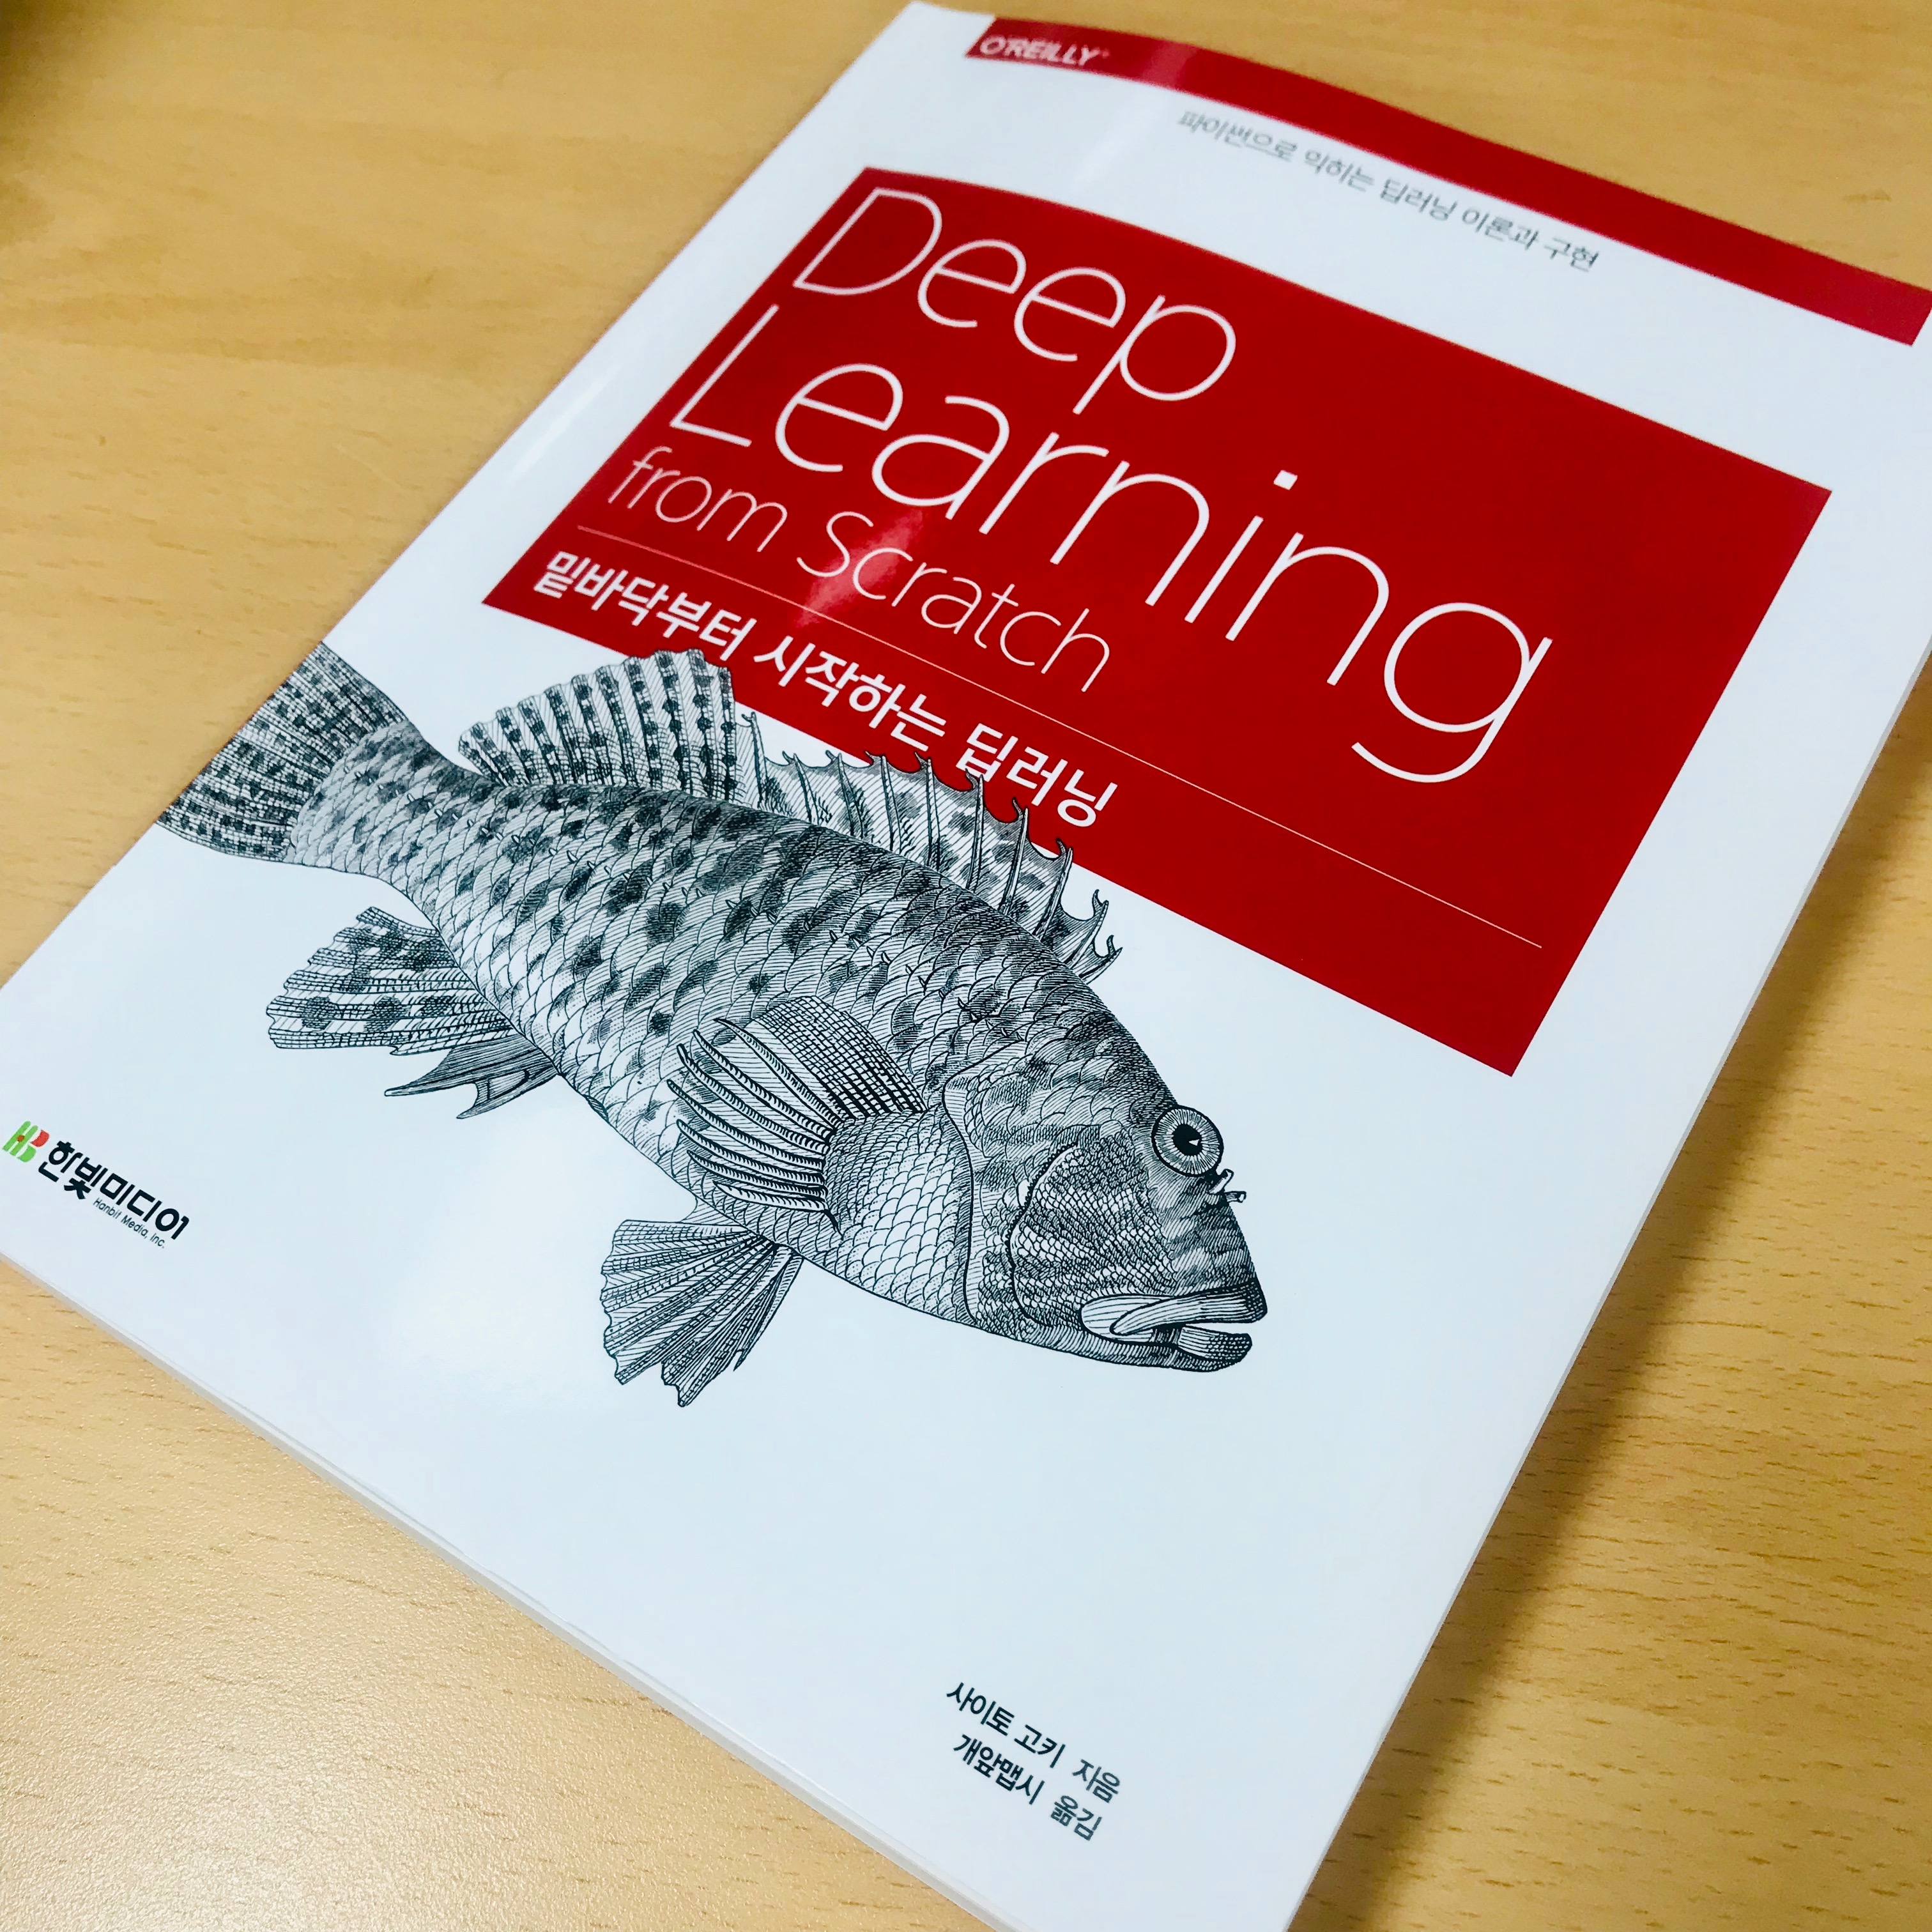 O'REILLY®
파이썬으로 익히는 딥러닝 이론과 구현
Deep
Learning
from Scratch
밑바닥부터 시작하는 딥러닝
한빛미디어
Hanbit Media, Inc.
사이토 고키 지음
개앞맵시 옮김